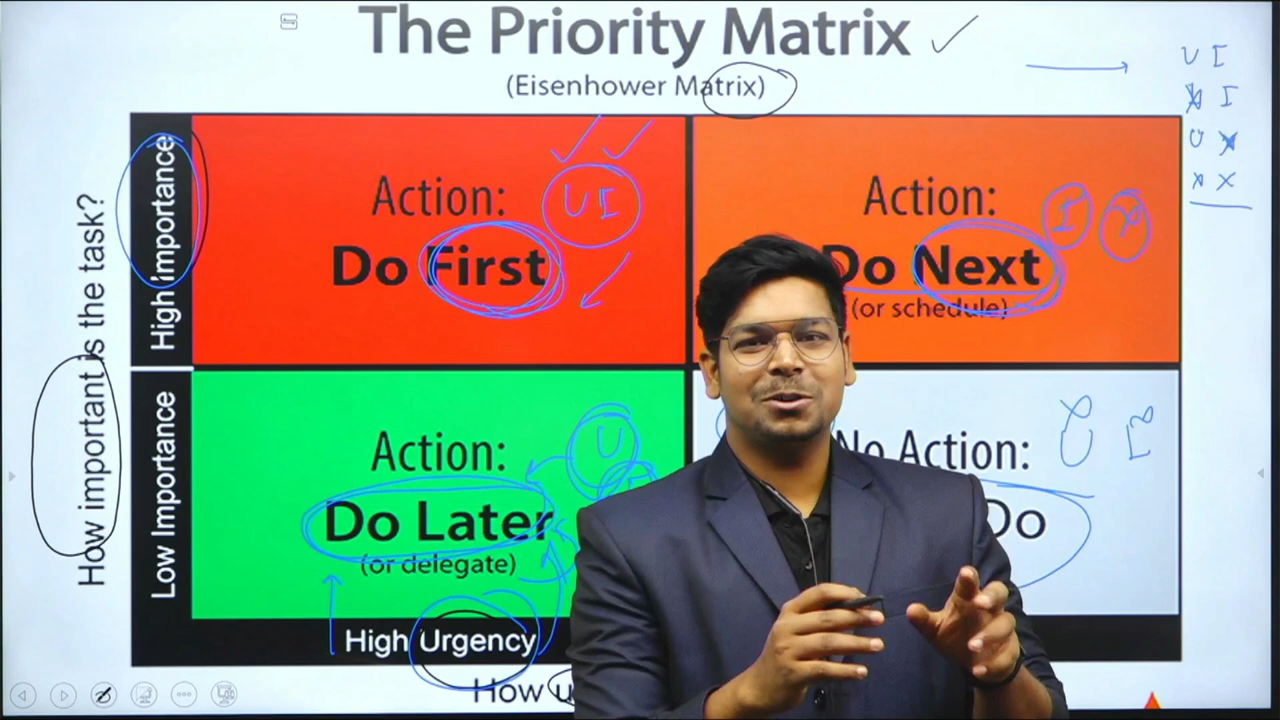 The Priority Matrix
(Eisenhower Matrix)
U I
I
U
How important is the task?
High importance
Action:
Do First
U I
Action:
Do Next
(or schedule)
I
Low Importance
Action:
Do Later
(or delegate)
U
No Action:
Do
High Urgency
How